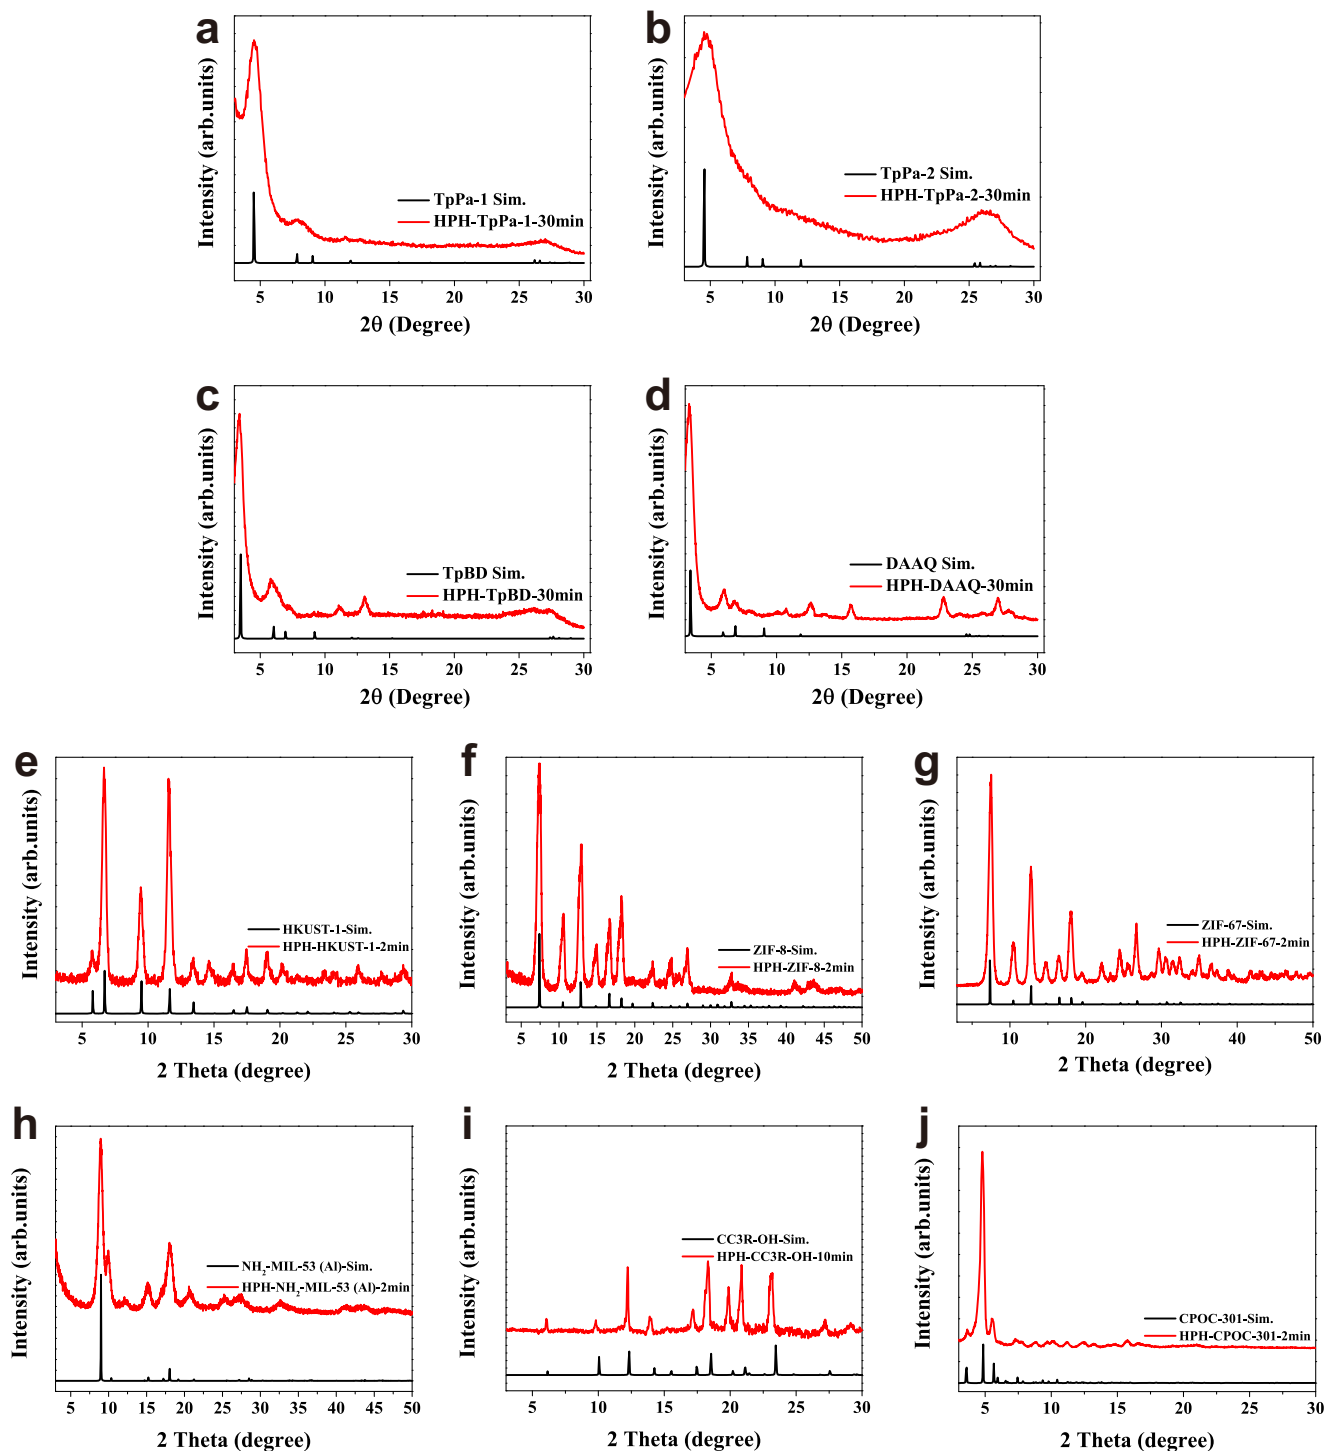 a
Intensity (arb.units)
TpPa-1 Sim.
HPH-TpPa-1-30min
5 10 15 20 25 30
2θ (Degree)
b
Intensity (arb.units)
TpPa-2 Sim.
HPH-TpPa-2-30min
5 10 15 20 25 30
2θ (Degree)
c
Intensity (arb.units)
TpBD Sim.
HPH-TpBD-30min
5 10 15 20 25 30
2θ (Degree)
d
Intensity (arb.units)
DAAQ Sim.
HPH-DAAQ-30min
5 10 15 20 25 30
2θ (Degree)
e
Intensity (arb.units)
HKUST-1-Sim.
HPH-HKUST-1-2min
5 10 15 20 25 30
2 Theta (degree)
f
Intensity (arb.units)
ZIF-8-Sim.
HPH-ZIF-8-2min
5 10 15 20 25 30 35 40 45 50
2 Theta (degree)
g
Intensity (arb.units)
ZIF-67-Sim.
HPH-ZIF-67-2min
10 20 30 40 50
2 Theta (degree)
h
Intensity (arb.units)
NH₂-MIL-53 (Al)-Sim.
HPH-NH₂-MIL-53 (Al)-2min
5 10 15 20 25 30 35 40 45 50
2 Theta (degree)
i
Intensity (arb.units)
CC3R-OH-Sim.
HPH-CC3R-OH-10min
5 10 15 20 25 30
2 Theta (degree)
j
Intensity (arb.units)
CPOC-301-Sim.
HPH-CPOC-301-2min
5 10 15 20 25 30
2 Theta (degree)